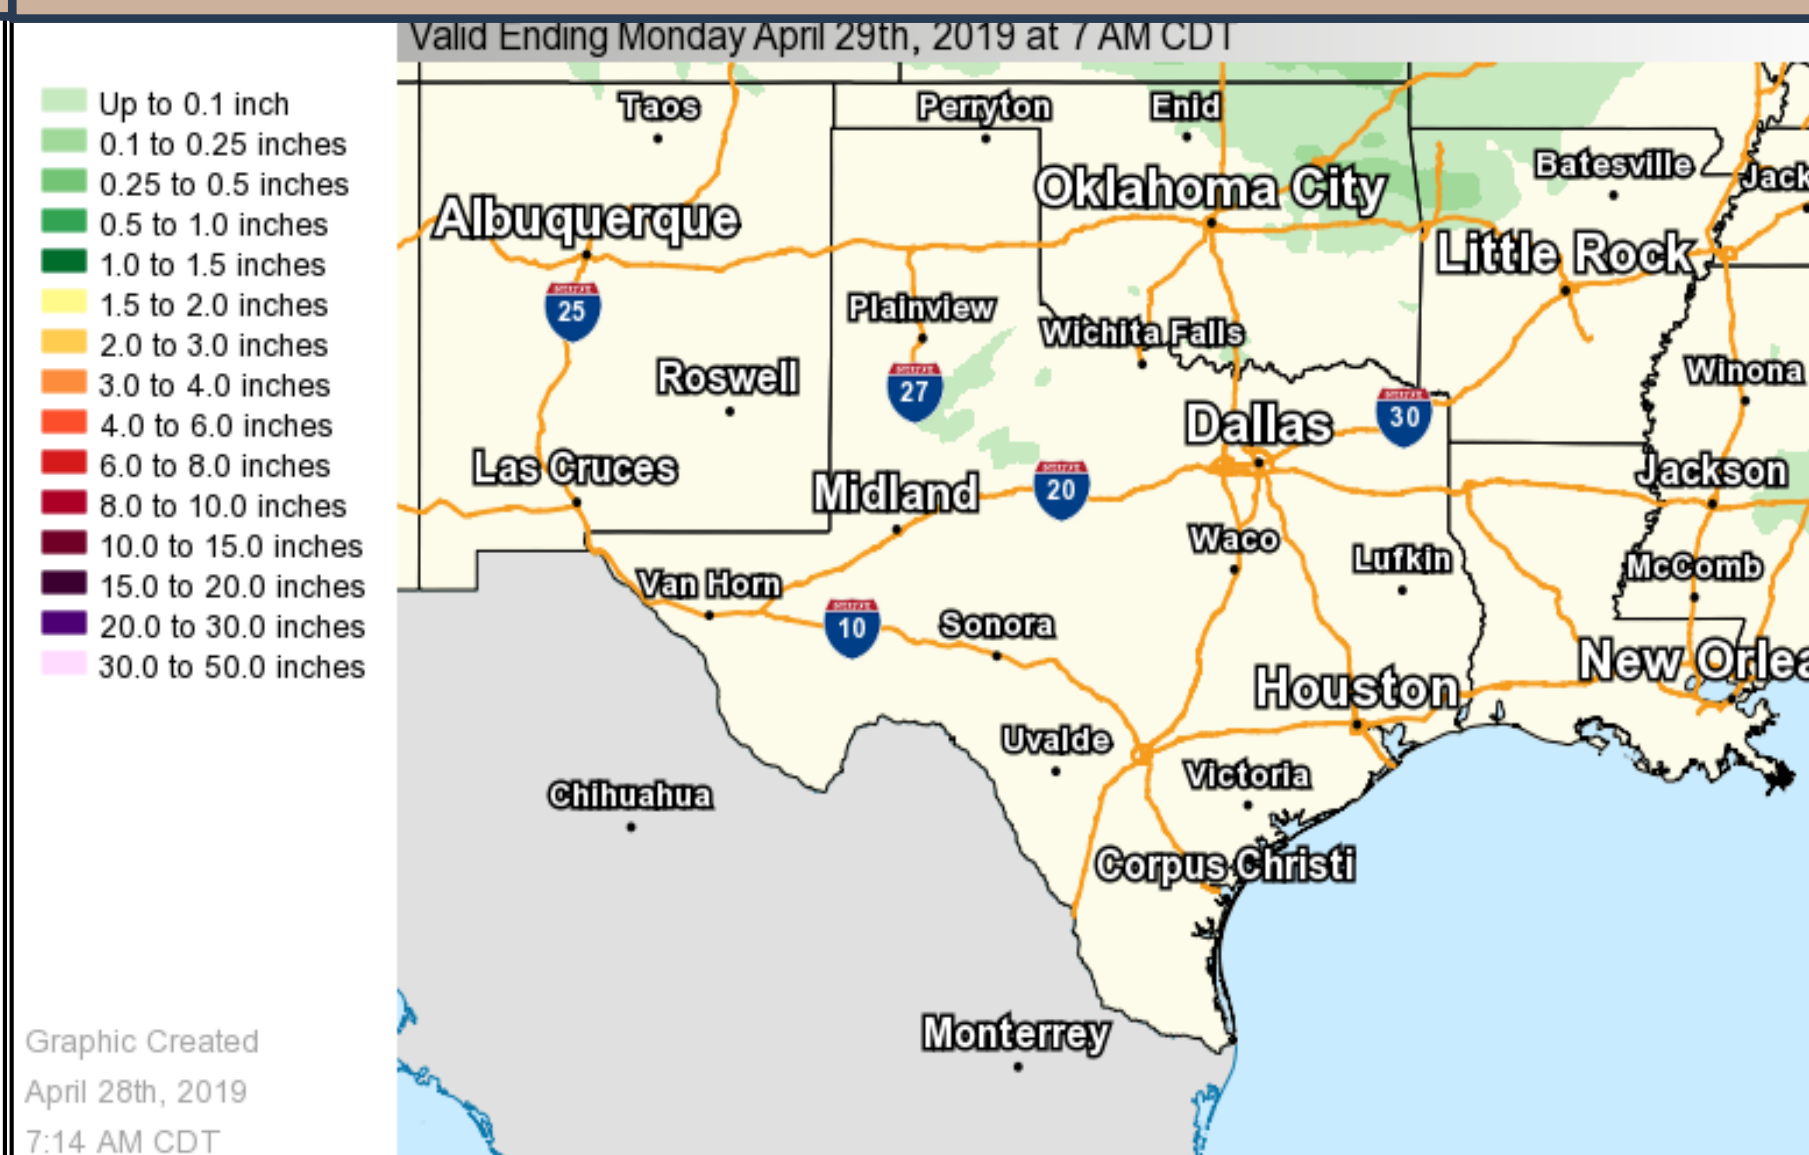 Valid Ending Monday April 29th, 2019 at 7 AM CDT
Up to 0.1 inch
0.1 to 0.25 inches
0.25 to 0.5 inches
0.5 to 1.0 inches
1.0 to 1.5 inches
1.5 to 2.0 inches
2.0 to 3.0 inches
3.0 to 4.0 inches
4.0 to 6.0 inches
6.0 to 8.0 inches
8.0 to 10.0 inches
10.0 to 15.0 inches
15.0 to 20.0 inches
20.0 to 30.0 inches
30.0 to 50.0 inches
Graphic Created
April 28th, 2019
7:14 AM CDT
Taos
Perryton
Enid
Batesville
Jack
Oklahoma City
Albuquerque
Little Rock
25
Plainview
Wichita Falls
Roswell
27
Winona
30
Dallas
Las Cruces
Midland
20
Jackson
Waco
Lufkin
McComb
Van Horn
10
Sonora
New Orlea
Houston
Uvalde
Victoria
Chihuahua
Corpus Christi
Monterrey